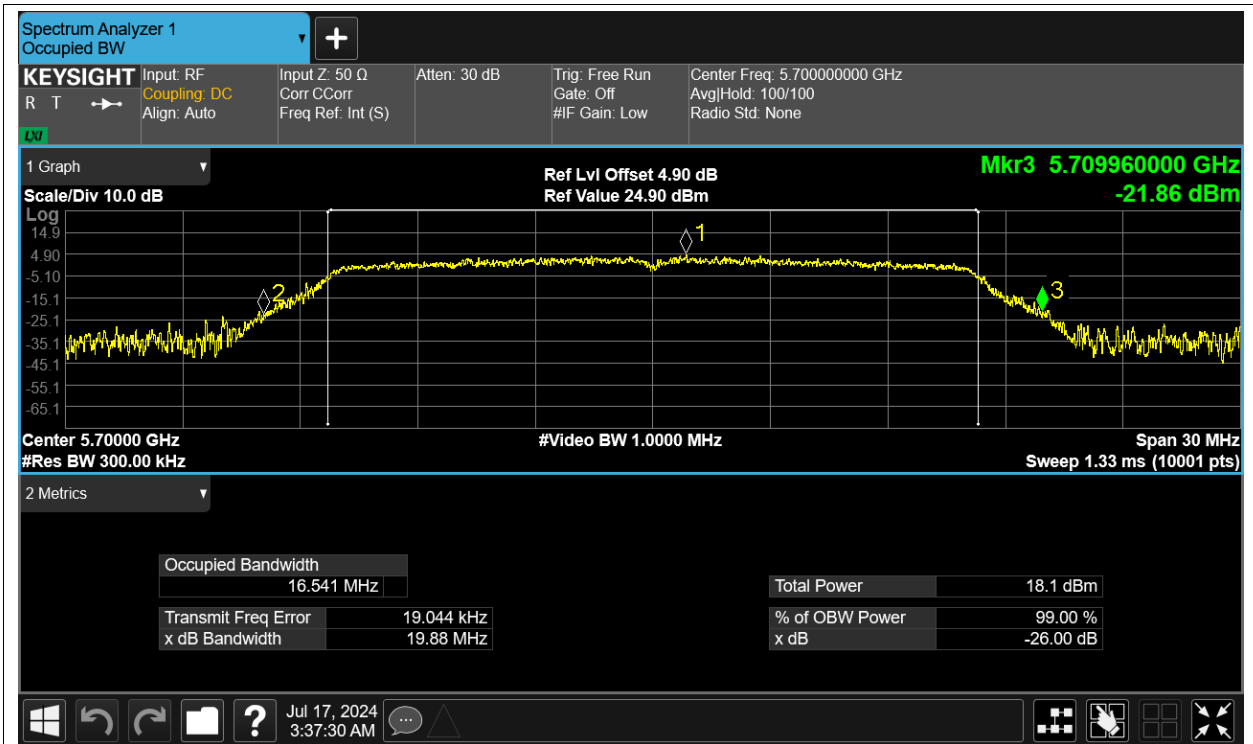 Spectrum Analyzer 1
Occupied BW
KEYSIGHT
R T
LXI
Input: RF
Coupling: DC
Align: Auto
Input Z: 50 Ω
Corr CCorr
Freq Ref: Int (S)
Atten: 30 dB
Trig: Free Run
Gate: Off
#IF Gain: Low
Center Freq: 5.700000000 GHz
Avg|Hold: 100/100
Radio Std: None
1 Graph
Scale/Div 10.0 dB
Ref Lvl Offset 4.90 dB
Ref Value 24.90 dBm
Mkr3 5.709960000 GHz
-21.86 dBm
Log
14.9
4.90
-5.10
-15.1
-25.1
-35.1
-45.1
-55.1
-65.1
1
2
3
Center 5.70000 GHz
#Res BW 300.00 kHz
#Video BW 1.0000 MHz
Span 30 MHz
Sweep 1.33 ms (10001 pts)
2 Metrics
Occupied Bandwidth
16.541 MHz
Transmit Freq Error 19.044 kHz
x dB Bandwidth 19.88 MHz
Total Power 18.1 dBm
% of OBW Power 99.00 %
x dB -26.00 dB
?
Jul 17, 2024
3:37:30 AM